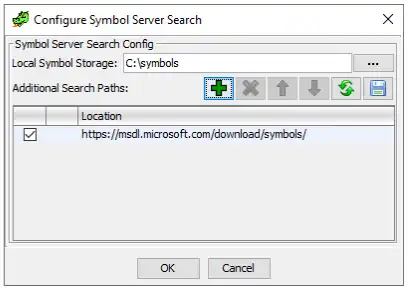 Configure Symbol Server Search
Symbol Server Search Config
Local Symbol Storage: C:\symbols ...
Additional Search Paths:
Location
https://msdl.microsoft.com/download/symbols/
OK Cancel